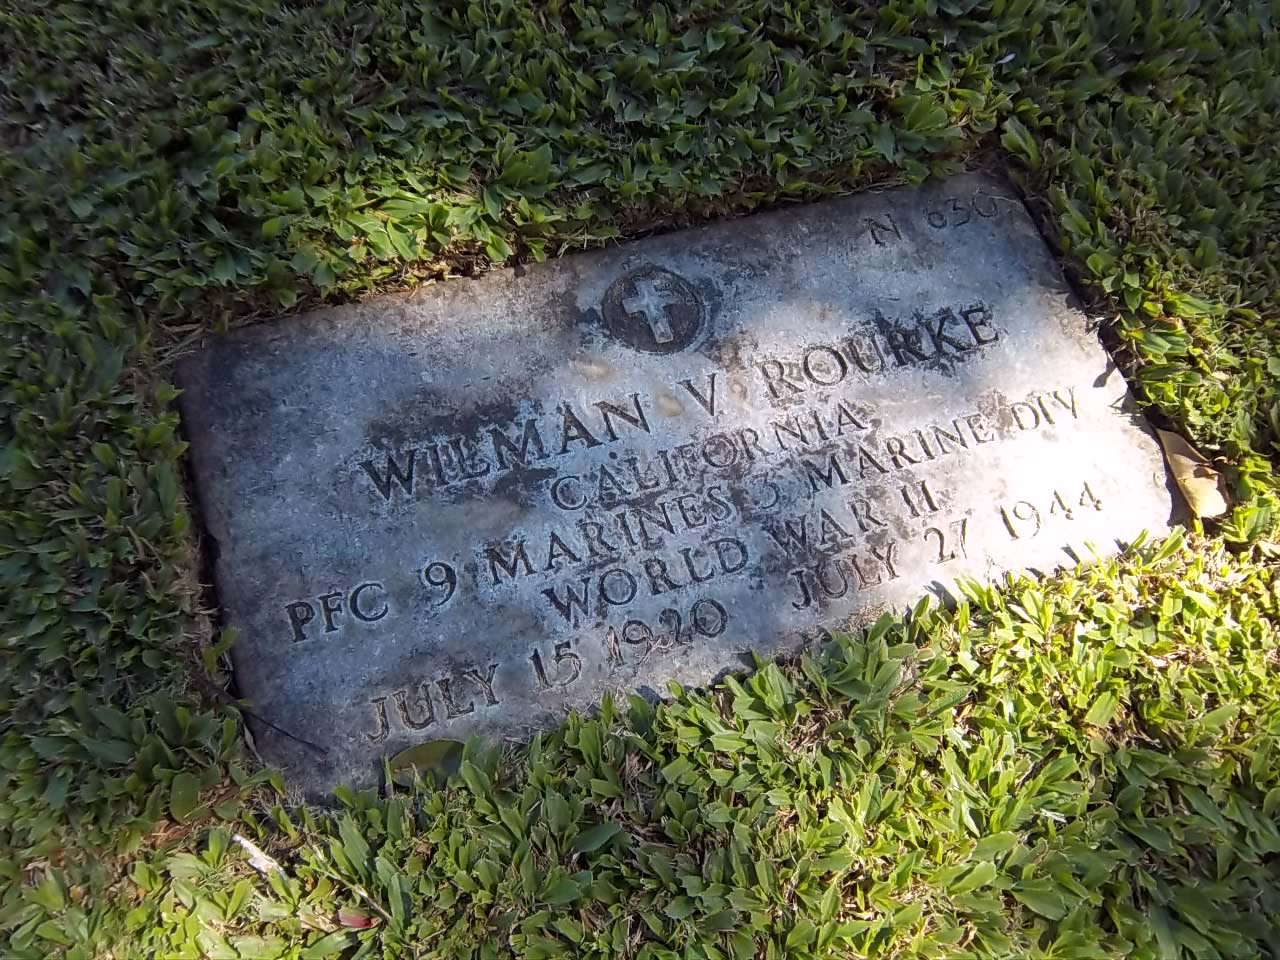 N 630
WILMAN V ROURKE
CALIFORNIA
PFC 9 MARINES 3 MARINE DIV
WORLD WAR II
JULY 15 1920 JULY 27 1944